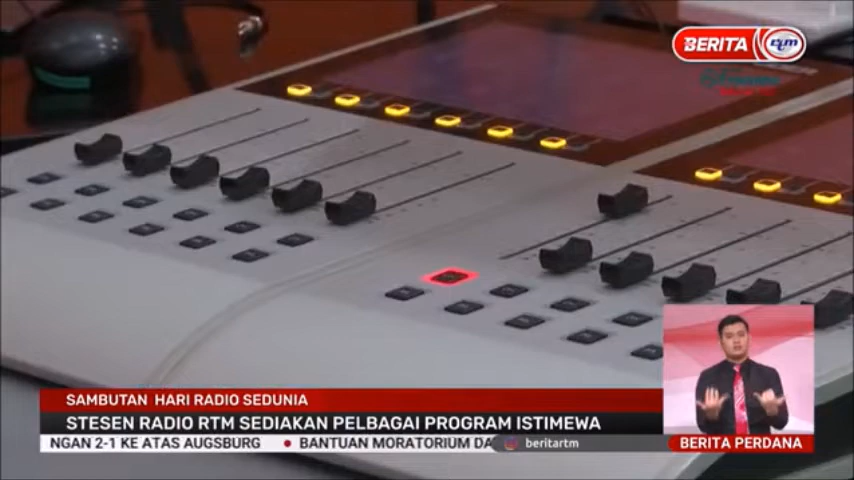 BERITA rtm
SAMBUTAN HARI RADIO SEDUNIA
STESEN RADIO RTM SEDIAKAN PELBAGAI PROGRAM ISTIMEWA
NGAN 2-1 KE ATAS AUGSBURG • BANTUAN MORATORIUM DA
beritartm
BERITA PERDANA